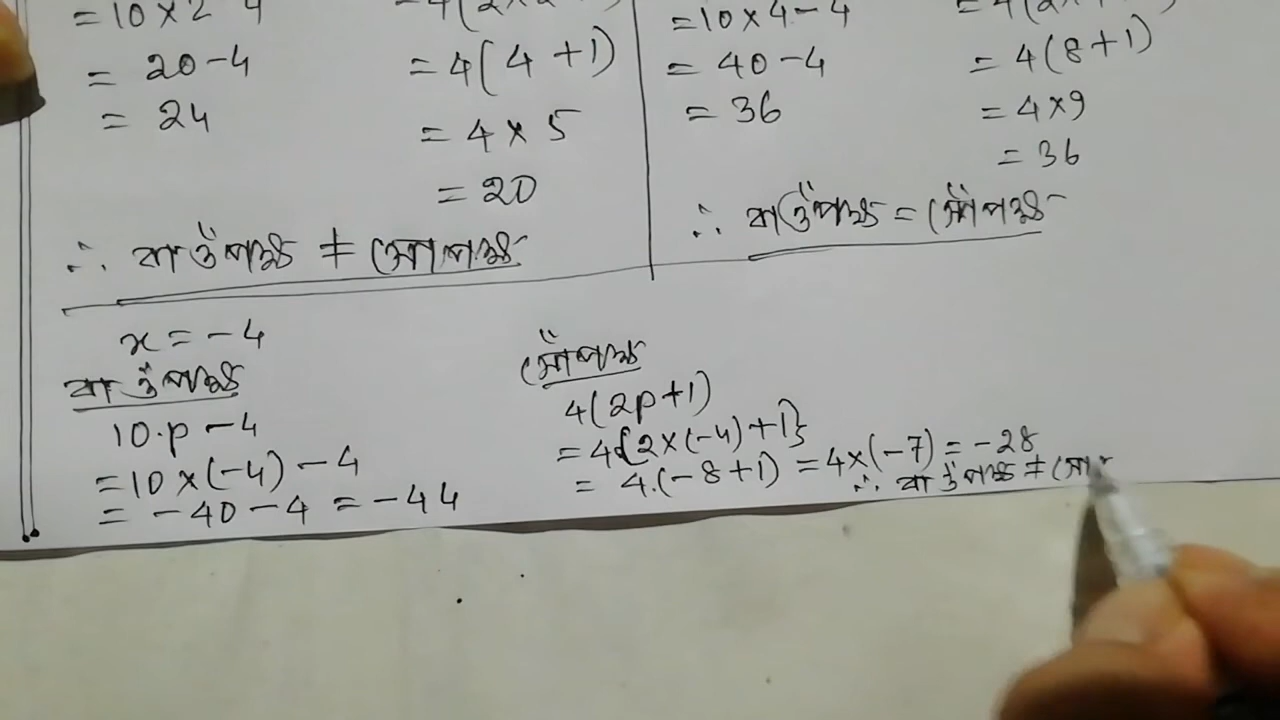 =10×2-4
= 20-4
= 24
=4(4+1)
=4×5
=20
∴ বাওঁপক্ষ ≠ সোঁপক্ষ
=10×4-4
= 40-4
= 36
=4(8+1)
=4×9
=36
∴ বাওঁপক্ষ = সোঁপক্ষ
x = -4
বাওঁপক্ষ
10.p-4
=10×(-4)-4
= -40-4 = -44
সোঁপক্ষ
4(2p+1)
=4{2×(-4)+1}
= 4.(-8+1) =4×(-7)=-28
∴ বাওঁপক্ষ ≠ সোঁ